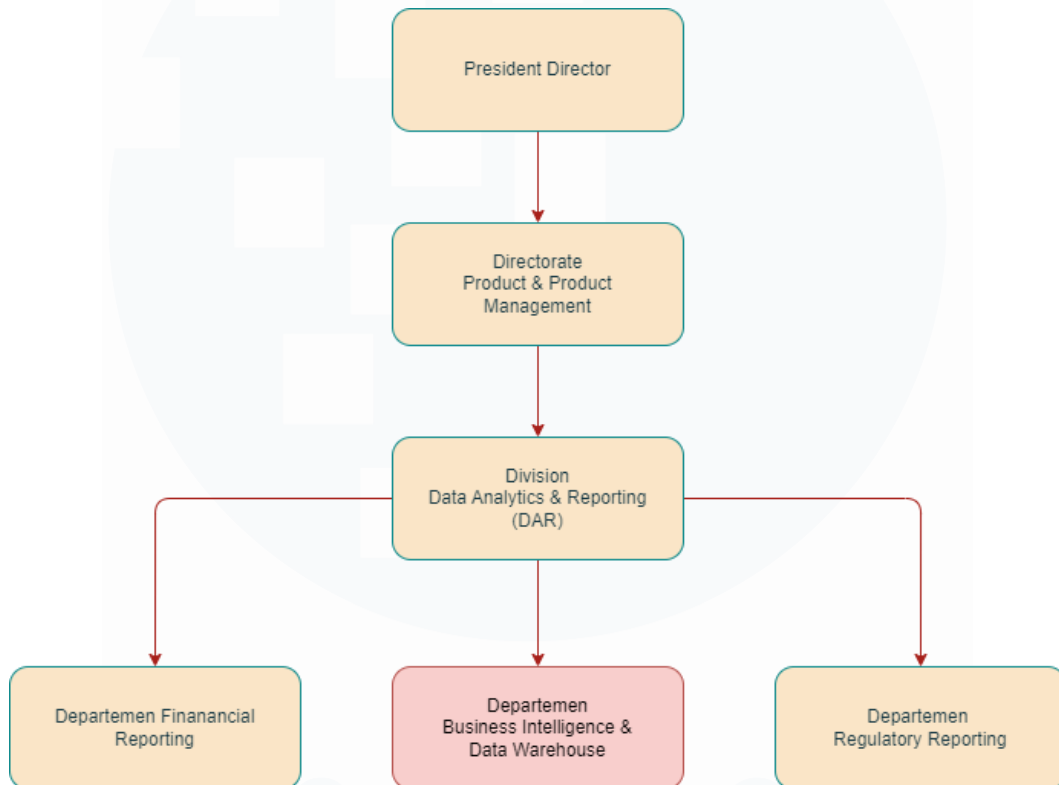 President Director
Directorate
Product & Product
Management
Division
Data Analytics & Reporting
(DAR)
Departemen Finanancial
Reporting
Departemen
Business Intelligence &
Data Warehouse
Departemen
Regulatory Reporting